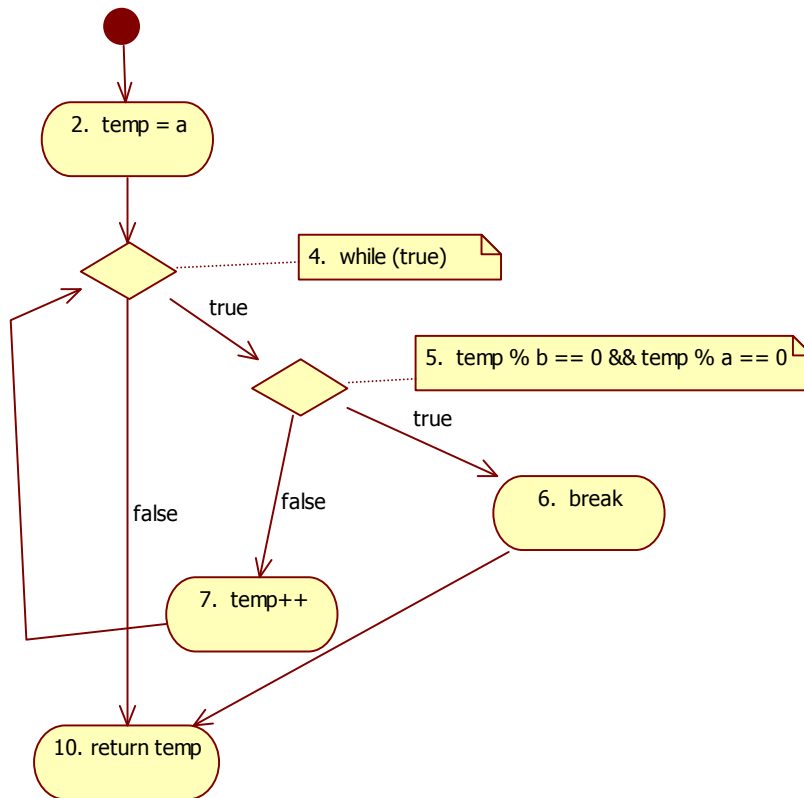 2. temp = a
4. while (true)
true
5. temp % b == 0 && temp % a == 0
true
6. break
false
false
7. temp++
10. return temp